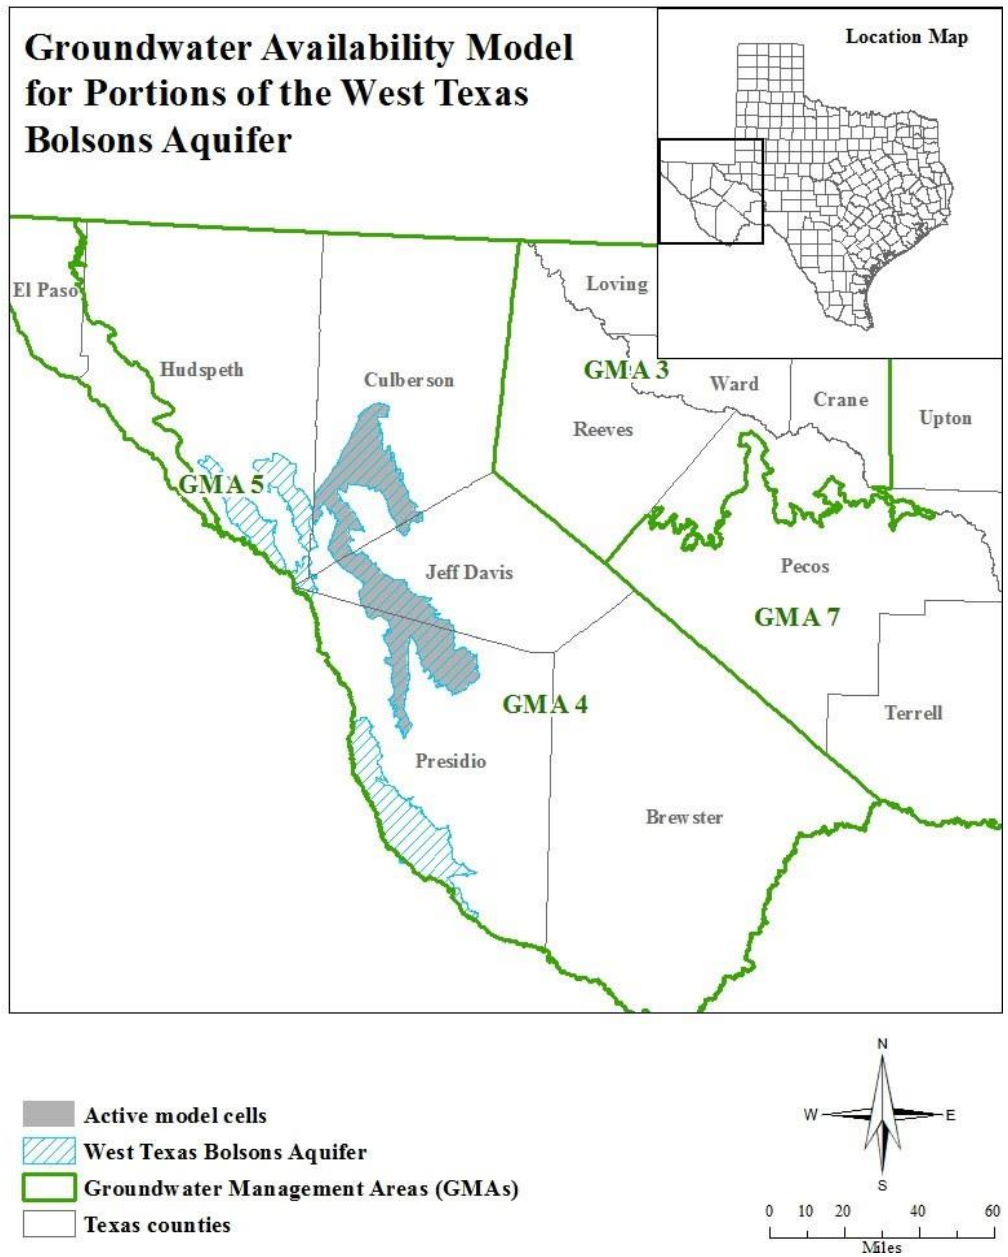 Groundwater Availability Model
for Portions of the West Texas
Bolsons Aquifer
Location Map
El Paso
Hudspeth
Culberson
Loving
GMA 3
Ward
Crane
Upton
Reeves
GMA 5
Jeff Davis
Pecos
GMA 7
GMA 4
Terrell
Presidio
Brewster
N
W
E
S
Active model cells
West Texas Bolsons Aquifer
Groundwater Management Areas (GMAs)
Texas counties
0 10 20 40 60
Miles